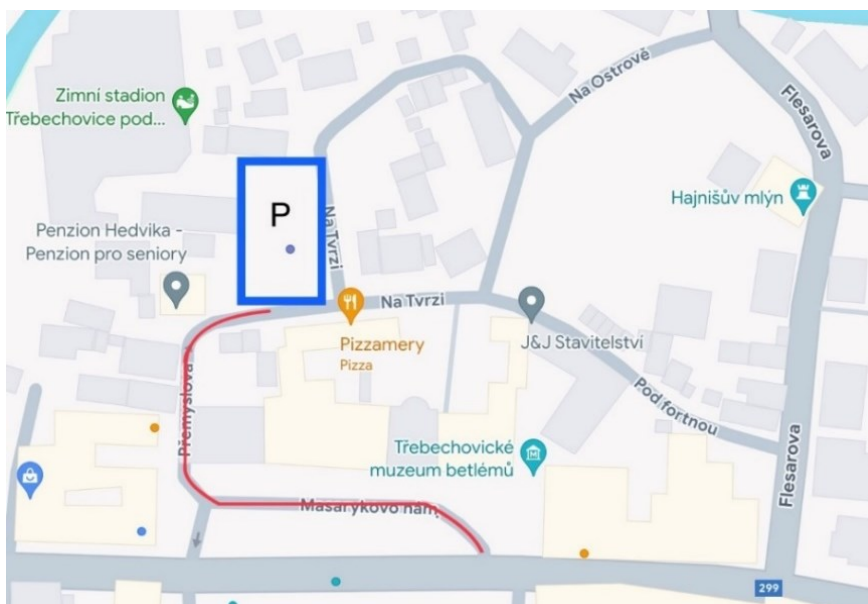 Zimní stadion
Třebechovice pod...
Na Ostrově
Flesarova
Hajnišův mlýn
P
Na Tvrzi
Penzion Hedvika -
Penzion pro seniory
Na Tvrzi
Pizzamery
Pizza
J&J Stavitelství
Přemyslova
Pod fortnou
Třebechovické
muzeum betlémů
Masarykovo nám.
Flesarova
299